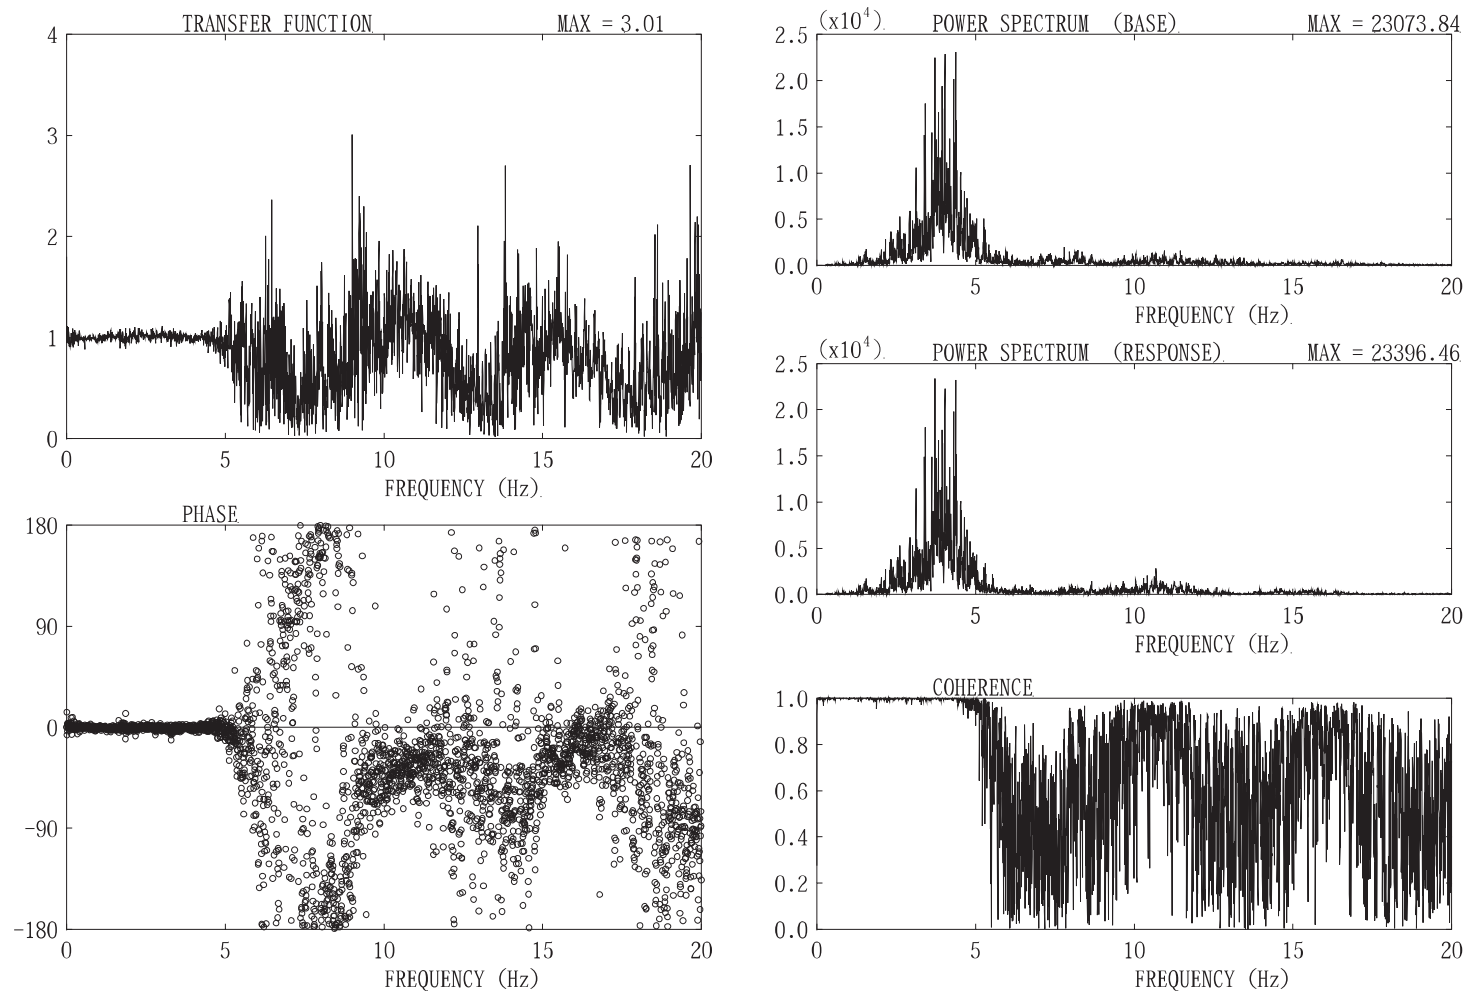 TRANSFER FUNCTION MAX = 3.01
4
3
2
1
0
0 5 10 15 20
FREQUENCY (Hz)
PHASE
180
90
0
-90
-180
0 5 10 15 20
FREQUENCY (Hz)
(x10⁴) POWER SPECTRUM (BASE) MAX = 23073.84
2.5
2.0
1.5
1.0
0.5
0.0
0 5 10 15 20
FREQUENCY (Hz)
(x10⁴) POWER SPECTRUM (RESPONSE) MAX = 23396.46
2.5
2.0
1.5
1.0
0.5
0.0
0 5 10 15 20
FREQUENCY (Hz)
COHERENCE
1.0
0.8
0.6
0.4
0.2
0.0
0 5 10 15 20
FREQUENCY (Hz)